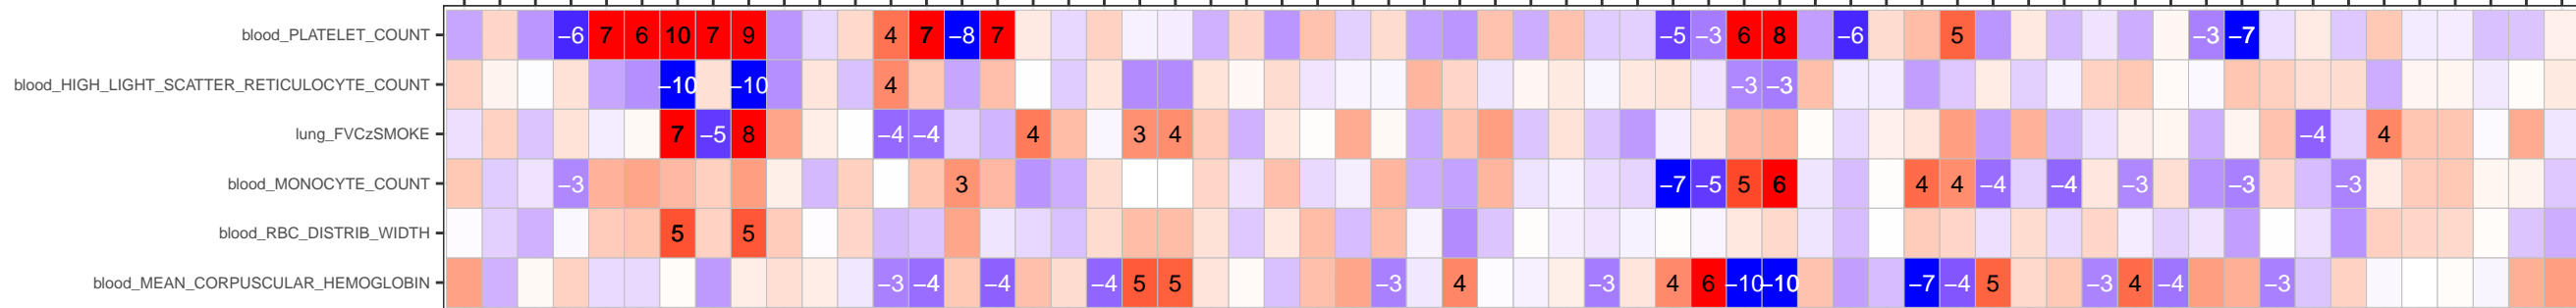 blood_PLATELET_COUNT −6 7 6 10 7 9 4 7 −8 7 −5 −3 6 8 −6 5 −3 −7
blood_HIGH_LIGHT_SCATTER_RETICULOCYTE_COUNT −10 −10 4 −3 −3
lung_FVCzSMOKE 7 −5 8 −4 −4 4 3 4 −4 4
blood_MONOCYTE_COUNT −3 3 −7 −5 5 6 4 4 −4 −4 −3 −3 −3
blood_RBC_DISTRIB_WIDTH 5 5
blood_MEAN_CORPUSCULAR_HEMOGLOBIN −3 −4 −4 −4 5 5 −3 4 −3 4 6 −10 −10 −7 −4 5 −3 4 −4 −3